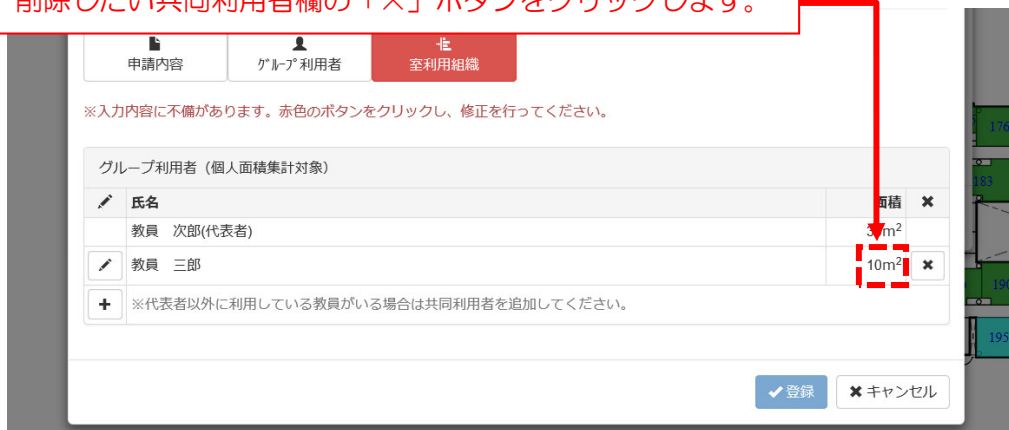 削除したい共同利用者欄の「×」ボタンをクリックします。
申請内容
グループ利用者
室利用組織
※入力内容に不備があります。赤色のボタンをクリックし、修正を行ってください。
グループ利用者（個人面積集計対象）
氏名 面積
教員　次郎(代表者) m²
教員　三郎 10m²
※代表者以外に利用している教員がいる場合は共同利用者を追加してください。
登録 キャンセル
176
183
190
195